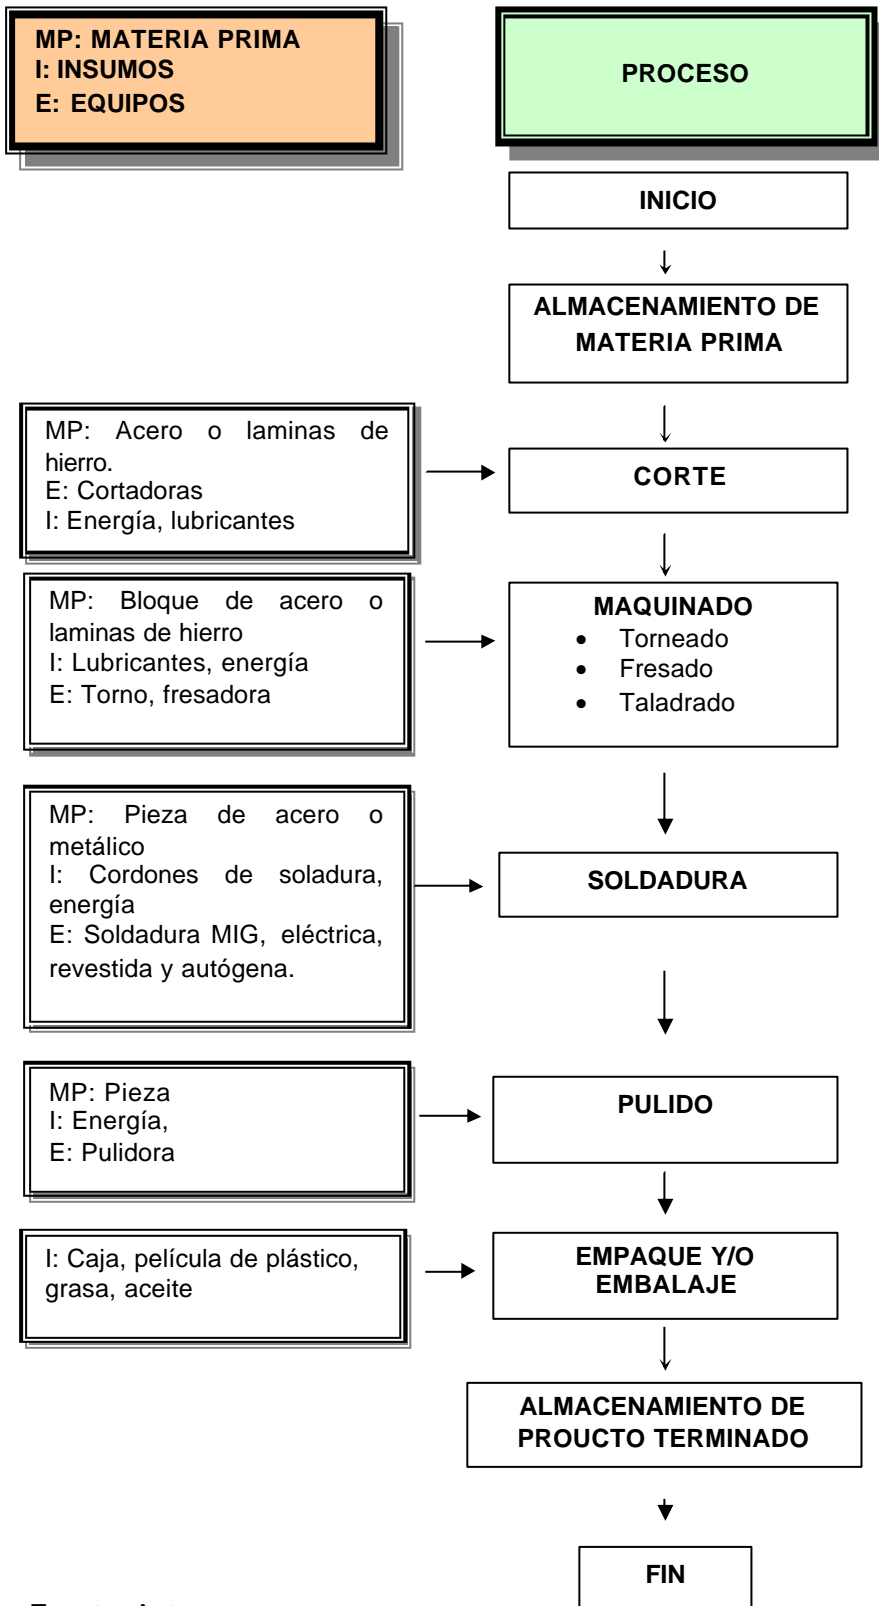 MP: MATERIA PRIMA
I: INSUMOS
E: EQUIPOS
PROCESO
INICIO
ALMACENAMIENTO DE
MATERIA PRIMA
MP: Acero o laminas de
hierro.
E: Cortadoras
I: Energía, lubricantes
CORTE
MP: Bloque de acero o
laminas de hierro
I: Lubricantes, energía
E: Torno, fresadora
MAQUINADO
• Torneado
• Fresado
• Taladrado
MP: Pieza de acero o
metálico
I: Cordones de soladura,
energía
E: Soldadura MIG, eléctrica,
revestida y autógena.
SOLDADURA
MP: Pieza
I: Energía,
E: Pulidora
PULIDO
I: Caja, película de plástico,
grasa, aceite
EMPAQUE Y/O
EMBALAJE
ALMACENAMIENTO DE
PROUCTO TERMINADO
FIN